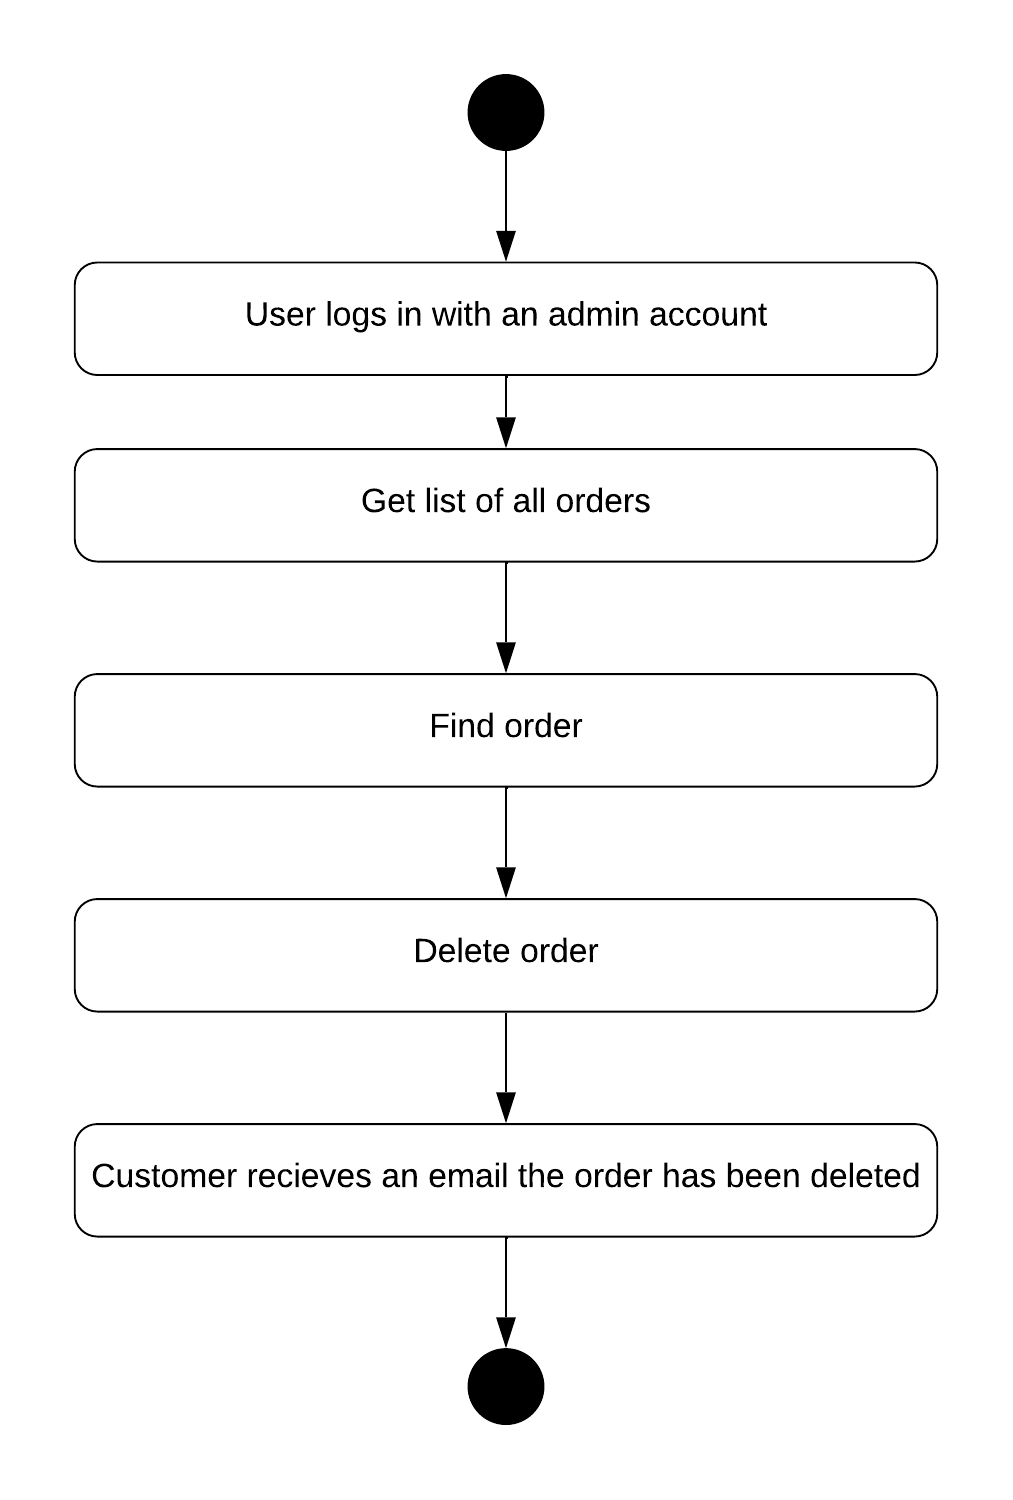 User logs in with an admin account
Get list of all orders
Find order
Delete order
Customer recieves an email the order has been deleted